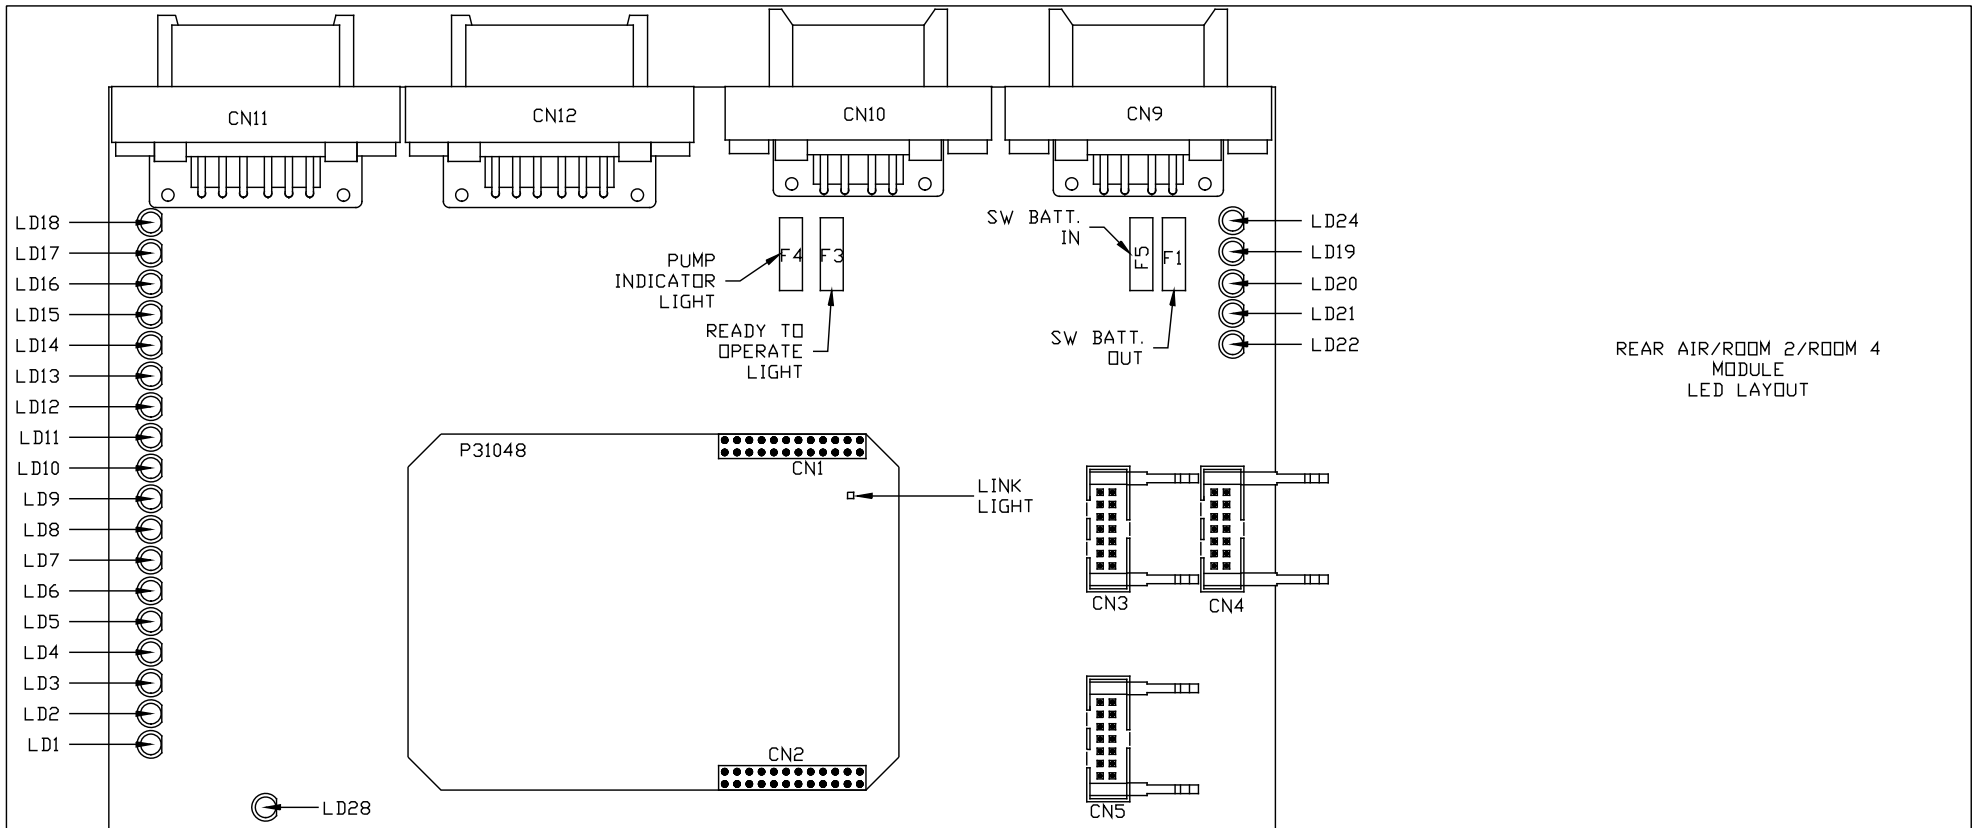 CN11
CN12
CN10
CN9
LD18
LD17
LD16
LD15
LD14
LD13
LD12
LD11
LD10
LD9
LD8
LD7
LD6
LD5
LD4
LD3
LD2
LD1
LD28
PUMP
INDICATOR
LIGHT
F4
F3
READY TO
OPERATE
LIGHT
SW BATT.
IN
F5
F1
SW BATT.
OUT
LD24
LD19
LD20
LD21
LD22
REAR AIR/ROOM 2/ROOM 4
MODULE
LED LAYOUT
P31048
CN1
LINK
LIGHT
CN2
CN3
CN4
CN5